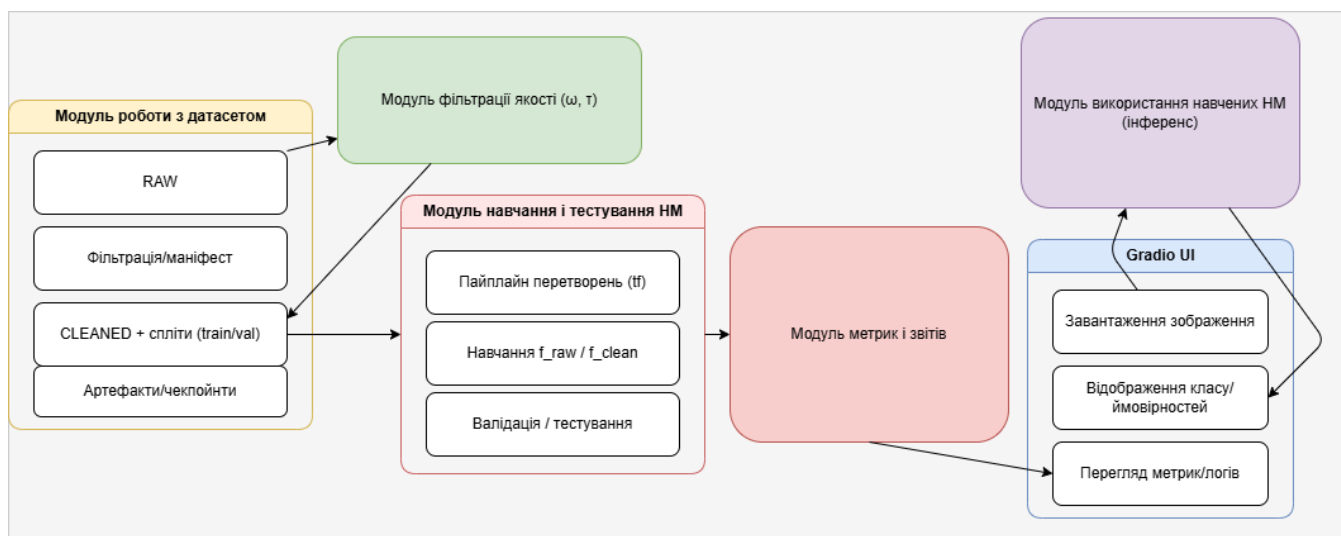 Модуль роботи з датасетом
RAW
Фільтрація/маніфест
CLEANED + спліти (train/val)
Артефакти/чекпойнти
Модуль фільтрації якості (ω, τ)
Модуль навчання і тестування НМ
Пайплайн перетворень (tf)
Навчання f_raw / f_clean
Валідація / тестування
Модуль метрик і звітів
Модуль використання навчених НМ
(інференс)
Gradio UI
Завантаження зображення
Відображення класу/
ймовірностей
Перегляд метрик/логів